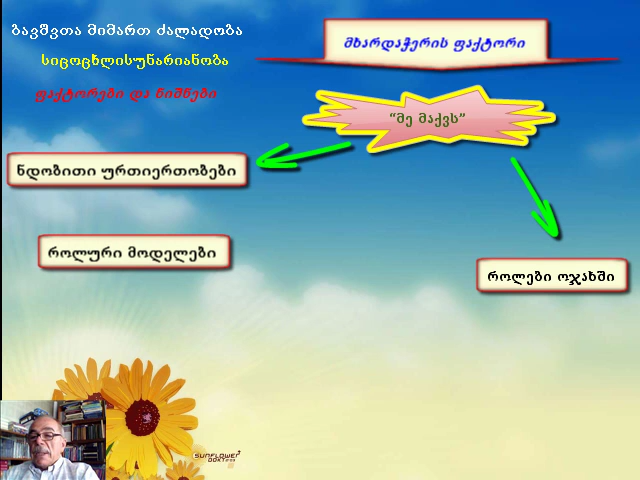 ბავშვთა მიმართ ძალადობა
სიცოცხლისუნარიანობა
ფაქტორები და ნიშნები
მხარდაჭერის ფაქტორი
“მე მაქვს”
ნდობითი ურთიერთობები
როლური მოდელები
როლები ოჯახში
SUNFLOWER